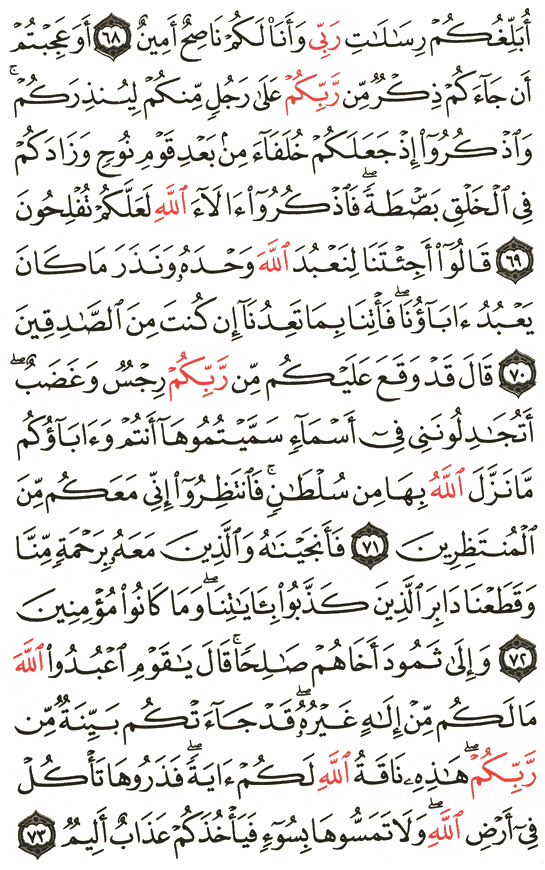 أُبَلِّغُكُمْ رِسَٰلَٰتِ رَبِّى وَأَنَا۠ لَكُمْ نَاصِحٌ أَمِينٌ ٦٨ أَوَعَجِبْتُمْ
أَن جَآءَكُمْ ذِكْرٌ مِّن رَّبِّكُمْ عَلَىٰ رَجُلٍ مِّنكُمْ لِيُنذِرَكُمْ ۚ
وَٱذْكُرُوٓا۟ إِذْ جَعَلَكُمْ خُلَفَآءَ مِنۢ بَعْدِ قَوْمِ نُوحٍ وَزَادَكُمْ
فِى ٱلْخَلْقِ بَصْۜطَةً ۖ فَٱذْكُرُوٓا۟ ءَالَآءَ ٱللَّهِ لَعَلَّكُمْ تُفْلِحُونَ
٦٩ قَالُوٓا۟ أَجِئْتَنَا لِنَعْبُدَ ٱللَّهَ وَحْدَهُۥ وَنَذَرَ مَا كَانَ
يَعْبُدُ ءَابَآؤُنَا ۖ فَأْتِنَا بِمَا تَعِدُنَآ إِن كُنتَ مِنَ ٱلصَّٰدِقِينَ
٧٠ قَالَ قَدْ وَقَعَ عَلَيْكُم مِّن رَّبِّكُمْ رِجْسٌ وَغَضَبٌ ۖ
أَتُجَٰدِلُونَنِى فِىٓ أَسْمَآءٍ سَمَّيْتُمُوهَآ أَنتُمْ وَءَابَآؤُكُم
مَّا نَزَّلَ ٱللَّهُ بِهَا مِن سُلْطَٰنٍ ۚ فَٱنتَظِرُوٓا۟ إِنِّى مَعَكُم مِّنَ
ٱلْمُنتَظِرِينَ ٧١ فَأَنجَيْنَٰهُ وَٱلَّذِينَ مَعَهُۥ بِرَحْمَةٍ مِّنَّا
وَقَطَعْنَا دَابِرَ ٱلَّذِينَ كَذَّبُوا۟ بِـَٔايَٰتِنَا ۖ وَمَا كَانُوا۟ مُؤْمِنِينَ
٧٢ وَإِلَىٰ ثَمُودَ أَخَاهُمْ صَٰلِحًا ۗ قَالَ يَٰقَوْمِ ٱعْبُدُوا۟ ٱللَّهَ
مَا لَكُم مِّنْ إِلَٰهٍ غَيْرُهُۥ ۖ قَدْ جَآءَتْكُم بَيِّنَةٌ مِّن
رَّبِّكُمْ ۖ هَٰذِهِۦ نَاقَةُ ٱللَّهِ لَكُمْ ءَايَةً ۖ فَذَرُوهَا تَأْكُلْ
فِىٓ أَرْضِ ٱللَّهِ ۖ وَلَا تَمَسُّوهَا بِسُوٓءٍ فَيَأْخُذَكُمْ عَذَابٌ أَلِيمٌ ٧٣